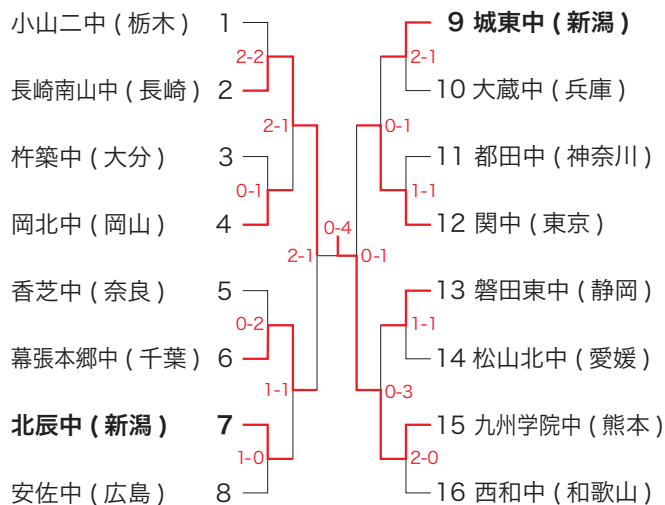 小山二中 ( 栃木 ) 1
2-2
長崎南山中 ( 長崎 ) 2
2-1
杵築中 ( 大分 ) 3
0-1
岡北中 ( 岡山 ) 4
2-1
香芝中 ( 奈良 ) 5
0-2
幕張本郷中 ( 千葉 ) 6
1-1
北辰中 ( 新潟 ) 7
1-0
安佐中 ( 広島 ) 8
0-4
9 城東中 ( 新潟 )
2-1
10 大蔵中 ( 兵庫 )
0-1
11 都田中 ( 神奈川 )
1-1
12 関中 ( 東京 )
0-1
13 磐田東中 ( 静岡 )
1-1
14 松山北中 ( 愛媛 )
0-3
15 九州学院中 ( 熊本 )
2-0
16 西和中 ( 和歌山 )